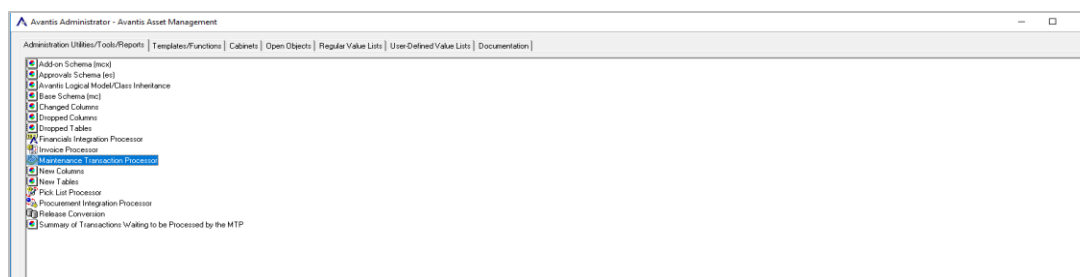 Avantis Administrator - Avantis Asset Management
Administration Utilities/Tools/Reports Templates/Functions Cabinets Open Objects Regular Value Lists User-Defined Value Lists Documentation
Add-on Schema (mcx)
Approvals Schema (es)
Avantis Logical Model/Class Inheritance
Base Schema (mc)
Changed Columns
Dropped Columns
Dropped Tables
Financials Integration Processor
Invoice Processor
Maintenance Transaction Processor
New Columns
New Tables
Pick List Processor
Procurement Integration Processor
Release Conversion
Summary of Transactions Waiting to be Processed by the MTP